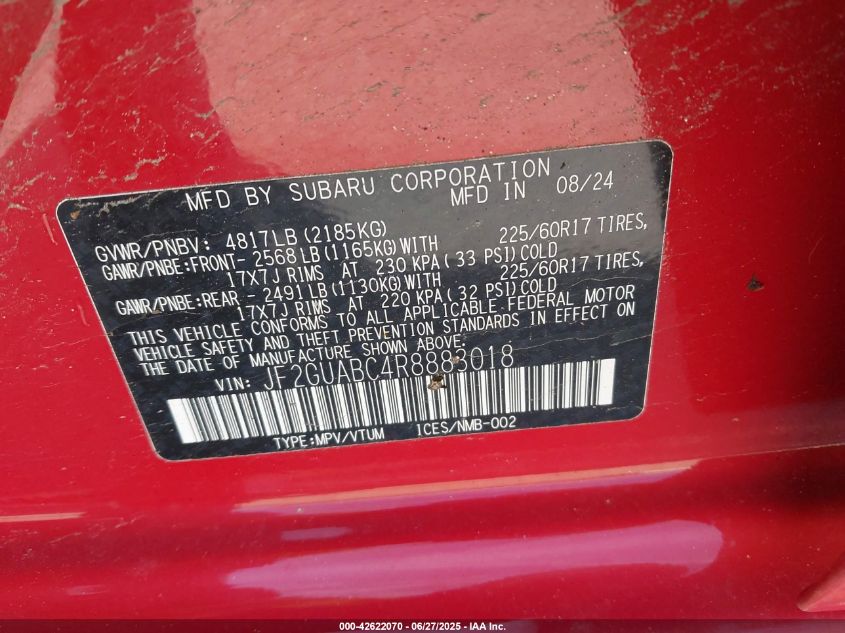 MFD BY SUBARU CORPORATION
MFD IN 08/24
GVWR/PNBV: 4817LB (2185KG)
GAWR/PNBE:FRONT- 2568 LB (1165KG) WITH 225/60R17 TIRES,
17X7J RIMS AT 230 KPA ( 33 PSI) COLD
GAWR/PNBE:REAR - 2491 LB (1130KG) WITH 225/60R17 TIRES,
17X7J RIMS AT 220 KPA ( 32 PSI) COLD
THIS VEHICLE CONFORMS TO ALL APPLICABLE FEDERAL MOTOR
VEHICLE SAFETY AND THEFT PREVENTION STANDARDS IN EFFECT ON
THE DATE OF MANUFACTURE SHOWN ABOVE:
VIN: JF2GUABC4R8883018
TYPE:MPV/VTUM ICES/NMB-002
000-42622070 - 06/27/2025 - IAA Inc.